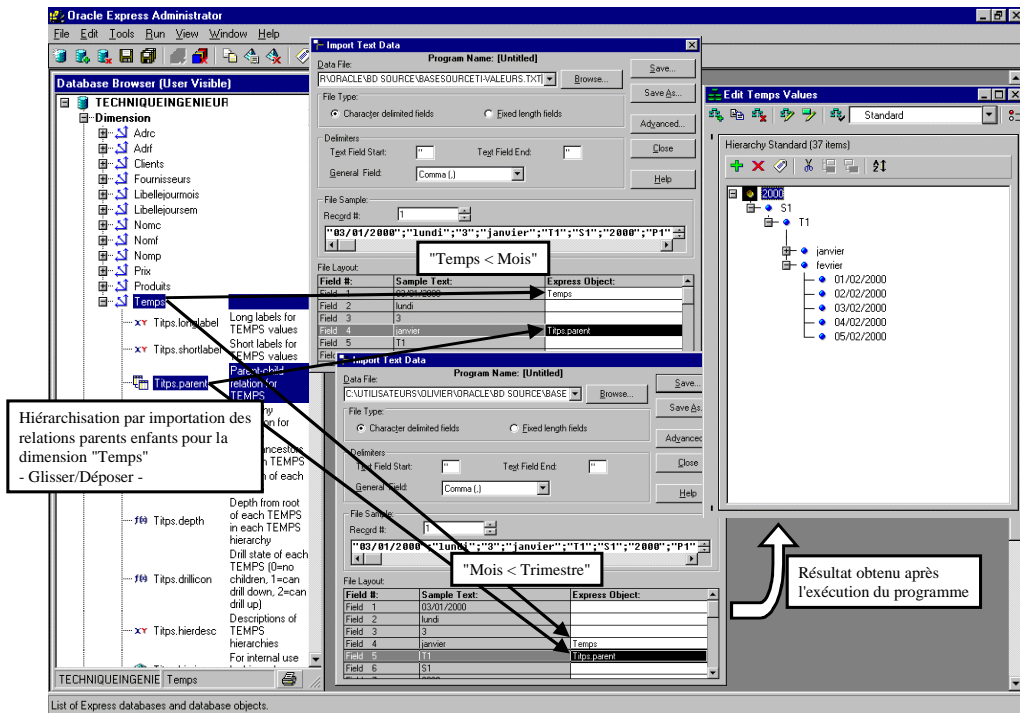 Oracle Express Administrator
File Edit Tools Run View Window Help
Database Browser (User Visible)
TECHNIQUEINGENIEUR
Dimension
Adrc
Adrf
Clients
Fournisseurs
Libellejourmois
Libellejoursem
Nomc
Nomf
Nomp
Prix
Produits
Temps
Titps.longlabel Long labels for TEMPS values
Titps.shortlabel Short labels for TEMPS values
Titps.parent Parent-child relation for TEMPS
Hiérarchisation par importation des
relations parents enfants pour la
dimension "Temps"
- Glisser/Déposer -
Titps.depth Depth from root of each TEMPS in each TEMPS hierarchy
Titps.drillicon Drill state of each TEMPS (0=no children, 1=can drill down, 2=can drill up)
Titps.hierdesc Descriptions of TEMPS hierarchies
For internal use
TECHNIQUEINGENIE Temps
List of Express databases and database objects.
Import Text Data
Program Name: [Untitled]
Data File:
R\ORACLE\BD SOURCE\BASESOURCETI-VALEURS.TXT Browse...
Save...
Save As...
Advanced...
Close
Help
File Type:
Character delimited fields Fixed length fields
Delimiters
Text Field Start: " Text Field End: "
General Field: Comma (,)
File Sample:
Record #: 1
"03/01/2000";"lundi";"3";"janvier";"T1";"S1";"2000";"P1"
"Temps < Mois"
File Layout:
Field #: Sample Text: Express Object:
Field 1 03/01/2000 Temps
Field 2 lundi
Field 3 3
Field 4 janvier Titps.parent
Field 5 T1
Import Text Data
Program Name: [Untitled]
Data File:
C:\UTILISATEURS\OLIVIER\ORACLE\BD SOURCE\BASE Browse...
Save...
Save As.
Advanced
Close
Help
File Type:
Character delimited fields Fixed length fields
Delimiters
Text Field Start: " Text Field End: "
General Field: Comma (,)
File Sample:
Record #: 1
"03/01/2000";"lundi";"3";"janvier";"T1";"S1";"2000";"P1"
"Mois < Trimestre"
File Layout:
Field #: Sample Text: Express Object:
Field 1 03/01/2000
Field 2 lundi
Field 3 3
Field 4 janvier Temps
Field 5 T1 Titps.parent
Field 6 S1
Edit Temps Values
Standard
Hierarchy Standard (37 items)
2000
S1
T1
janvier
fevrier
01/02/2000
02/02/2000
03/02/2000
04/02/2000
05/02/2000
Résultat obtenu après
l'exécution du programme